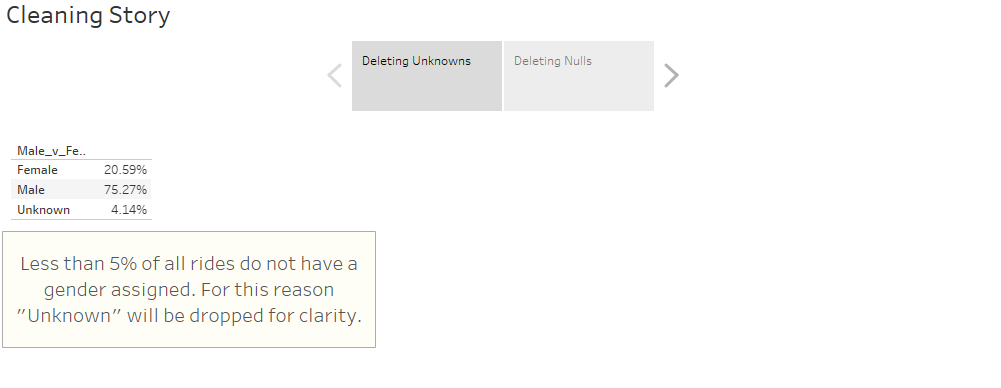 Cleaning Story
Deleting Unknowns
Deleting Nulls
Male_v_Fe..
Female 20.59%
Male 75.27%
Unknown 4.14%
Less than 5% of all rides do not have a
gender assigned. For this reason
"Unknown" will be dropped for clarity.